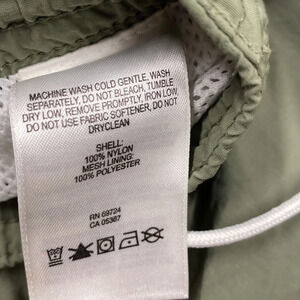 MACHINE WASH COLD GENTLE, WASH
SEPARATELY, DO NOT BLEACH, TUMBLE
DRY LOW, REMOVE PROMPTLY, IRON LOW,
DO NOT USE FABRIC SOFTENER, DO NOT
DRYCLEAN
SHELL:
100% NYLON
MESH LINING:
100% POLYESTER
RN 69724
CA 05367